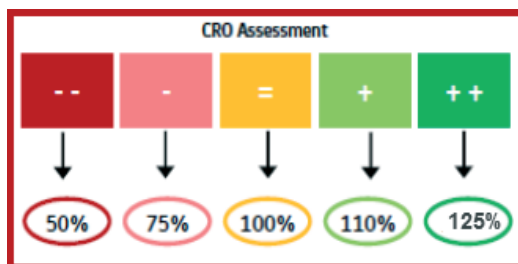 CRO Assessment
- - - = + ++
50% 75% 100% 110% 125%